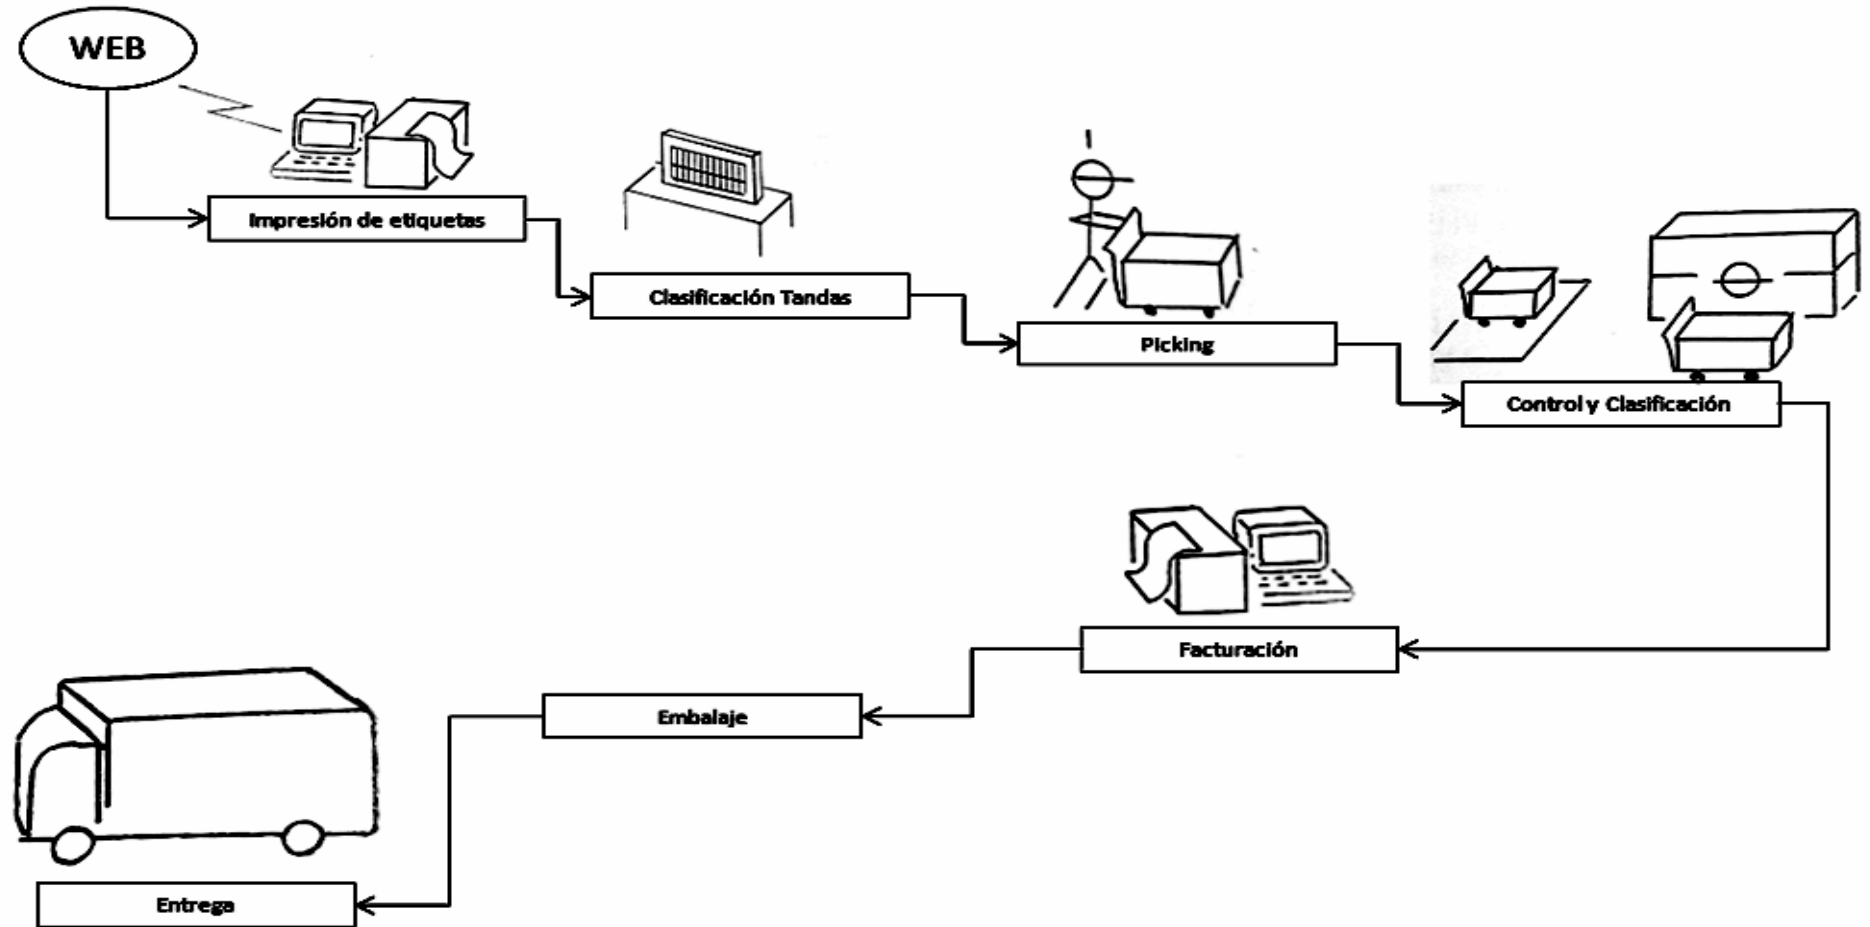 WEB
Impresión de etiquetas
Clasificación Tandas
Picking
Control y Clasificación
Facturación
Embalaje
Entrega